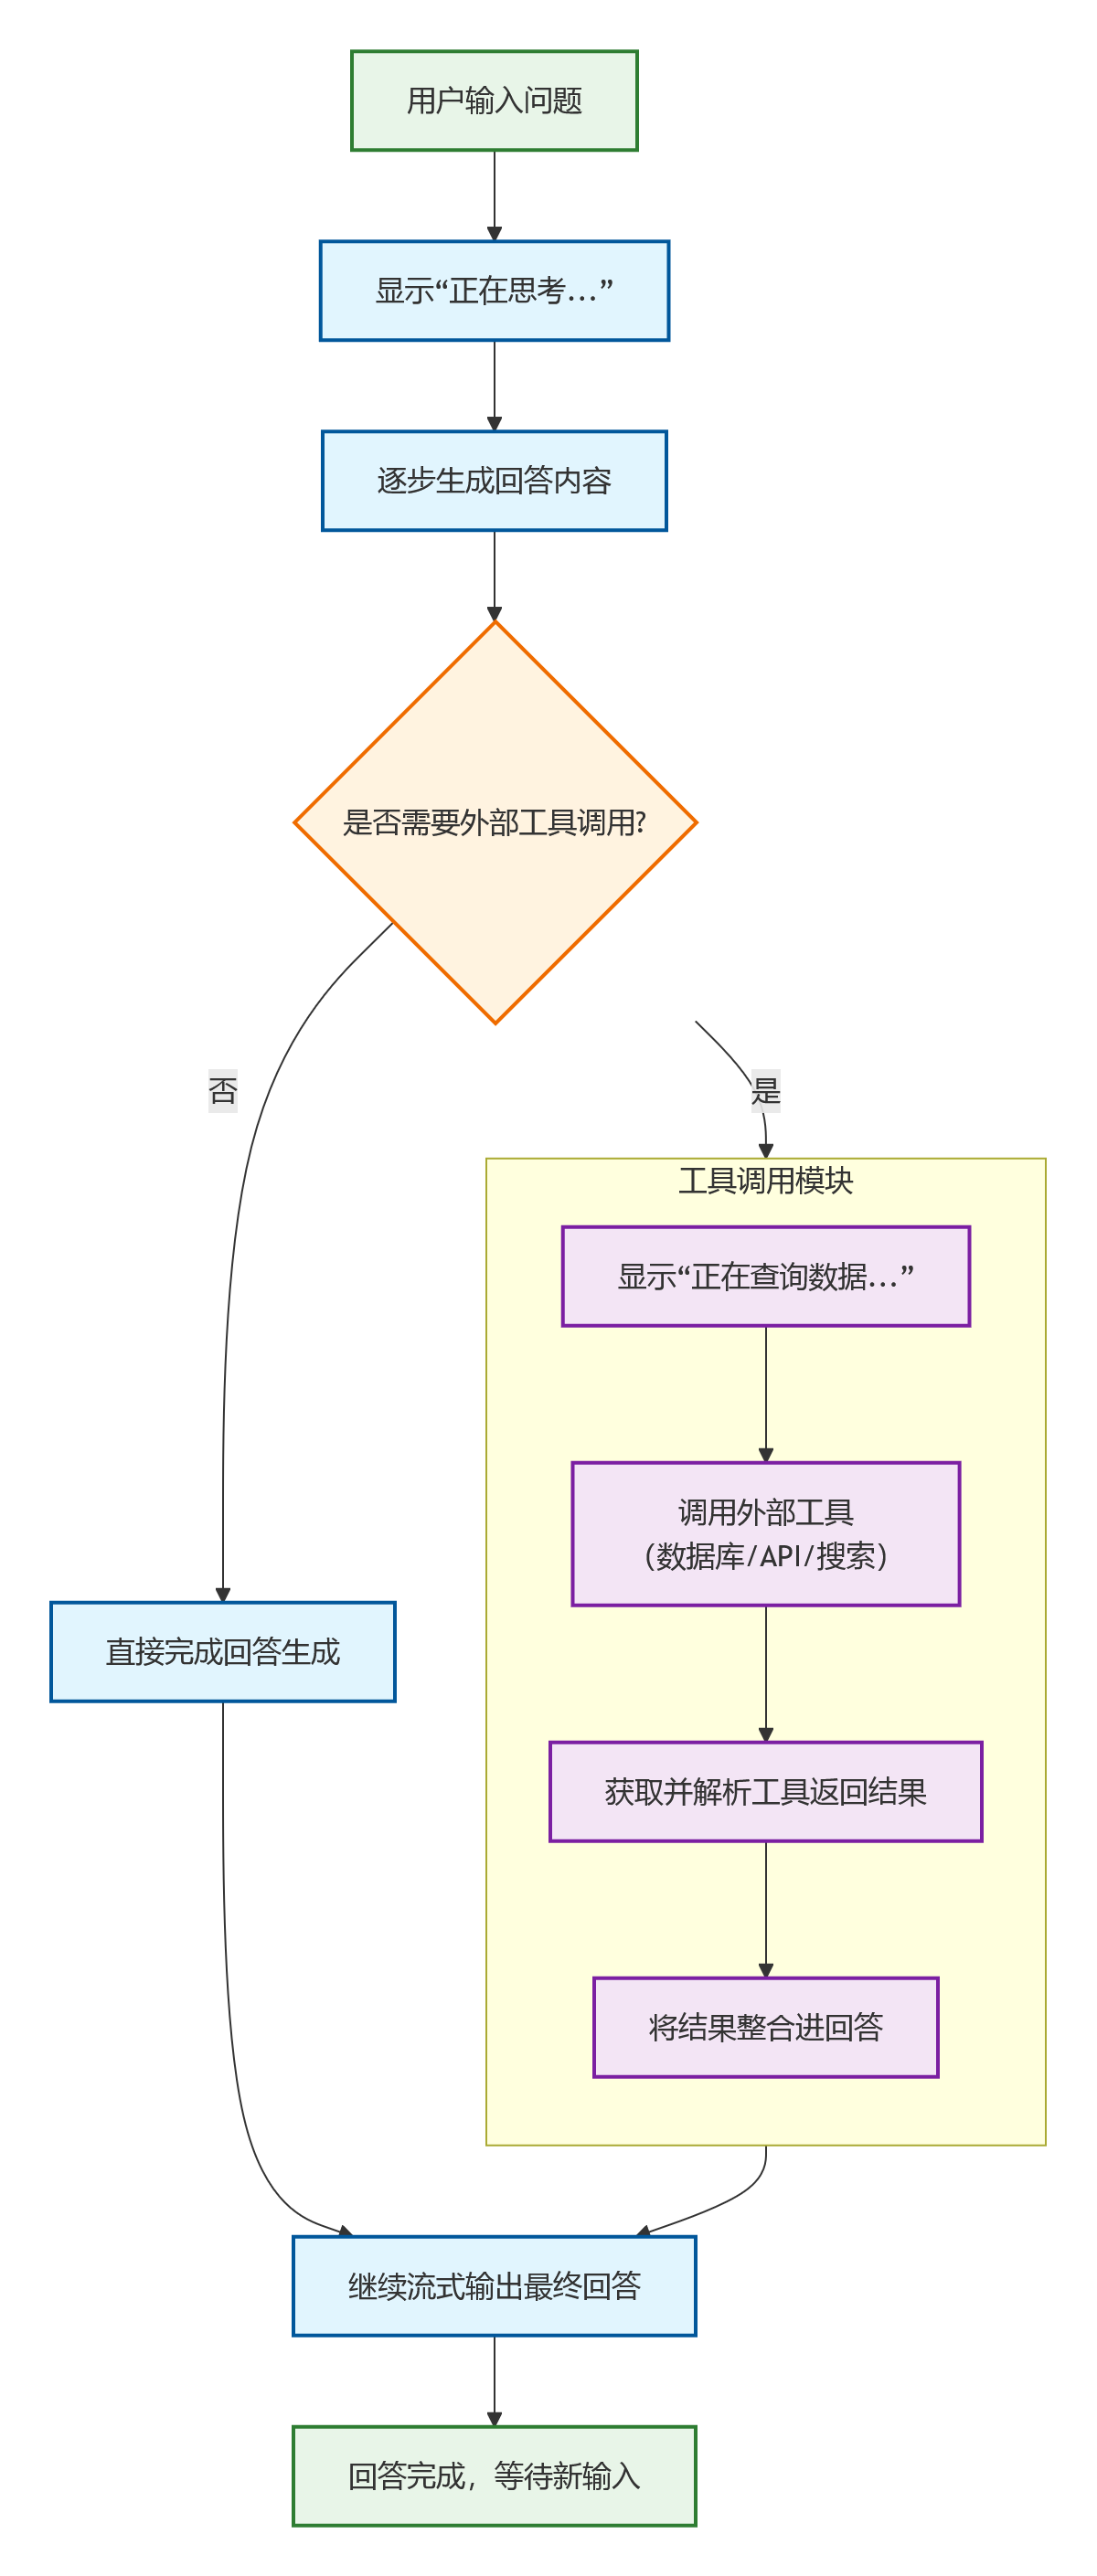 用户输入问题
显示“正在思考...”
逐步生成回答内容
是否需要外部工具调用?
否
是
工具调用模块
显示“正在查询数据...”
调用外部工具
（数据库/API/搜索）
直接完成回答生成
获取并解析工具返回结果
将结果整合进回答
继续流式输出最终回答
回答完成，等待新输入